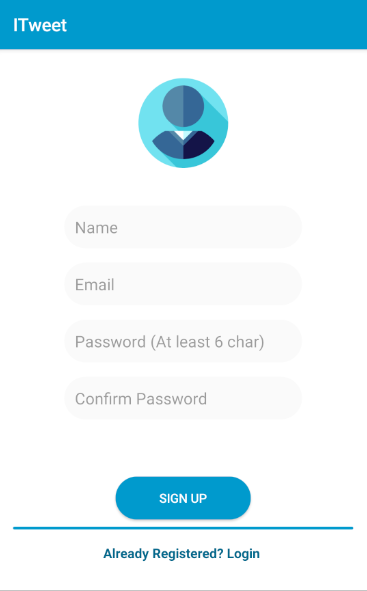 ITweet
Name
Email
Password (At least 6 char)
Confirm Password
SIGN UP
Already Registered? Login